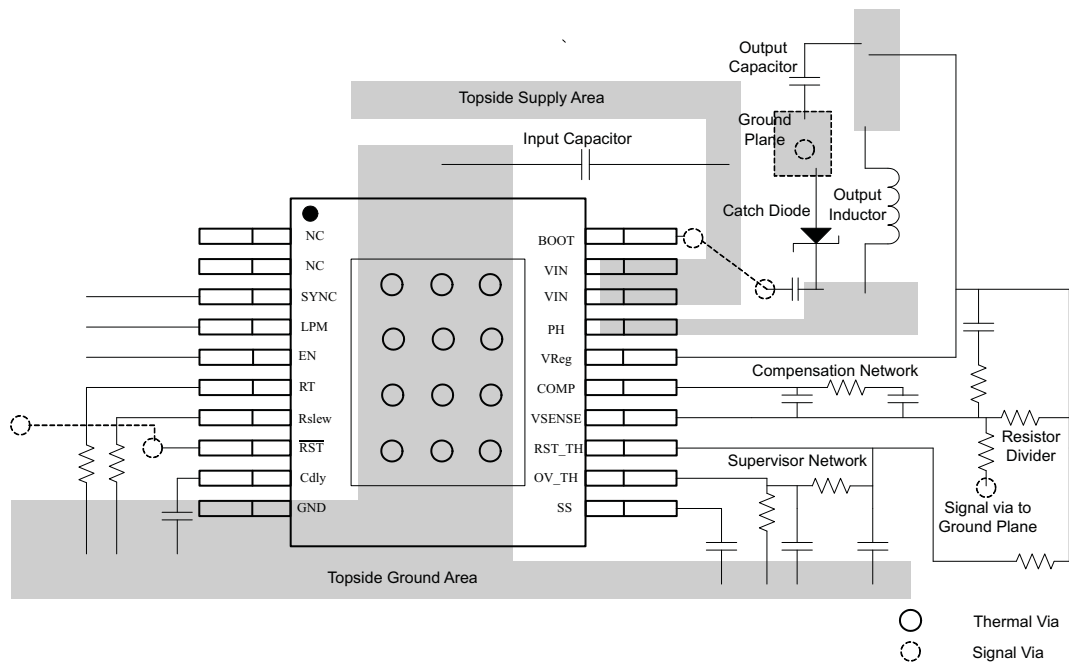 `
Output
Capacitor
Topside Supply Area
Ground
Plane
Input Capacitor
Catch Diode
Output
Inductor
NC
NC
SYNC
LPM
EN
RT
Rslew
RST
Cdly
GND
BOOT
VIN
VIN
PH
VReg
COMP
VSENSE
RST_TH
OV_TH
SS
Compensation Network
Resistor
Divider
Supervisor Network
Signal via to
Ground Plane
Topside Ground Area
Thermal Via
Signal Via